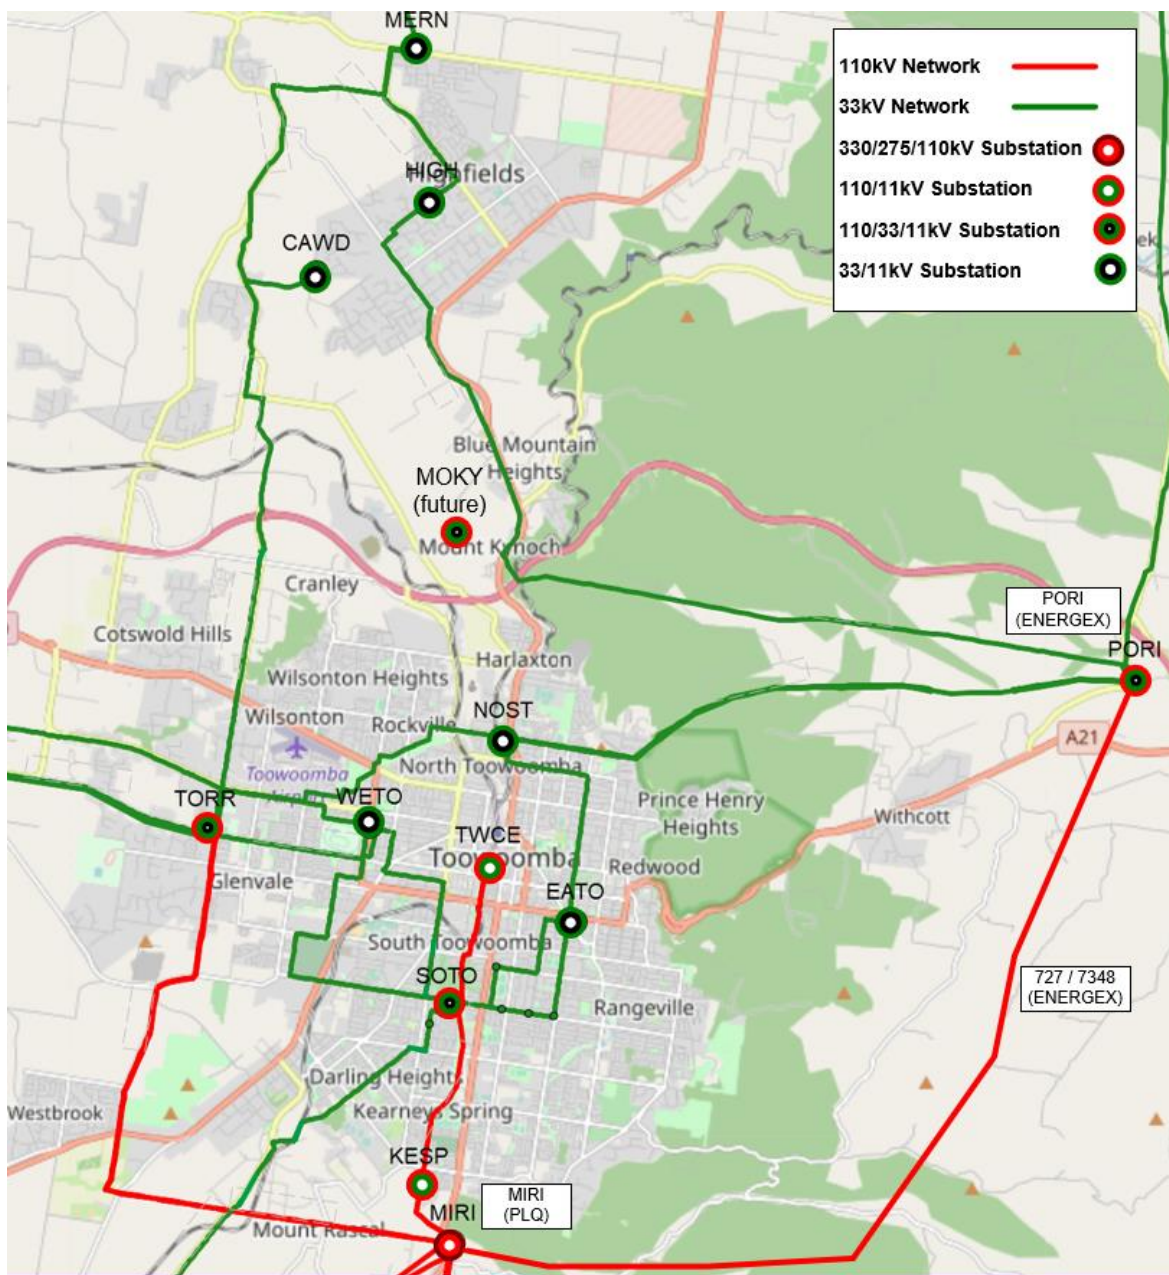 MERN
110kV Network
33kV Network
330/275/110kV Substation
110/11kV Substation
110/33/11kV Substation
33/11kV Substation
HIGH
Highfields
CAWD
ek
Blue Mountain
Heights
MOKY
(future)
Mount Kynoch
Cranley
PORI
(ENERGEX)
PORI
Cotswold Hills
Harlaxton
Wilsonton Heights
Wilsonton
Rockville
NOST
A21
North Toowoomba
Toowoomba
Airport
TORR
WETO
Prince Henry
Heights
Withcott
TWCE
Toowoomba
Redwood
Glenvale
EATO
South Toowoomba
SOTO
727 / 7348
(ENERGEX)
Rangeville
Darling Heights
Westbrook
Kearneys Spring
KESP
MIRI
MIRI
(PLQ)
Mount Rascal